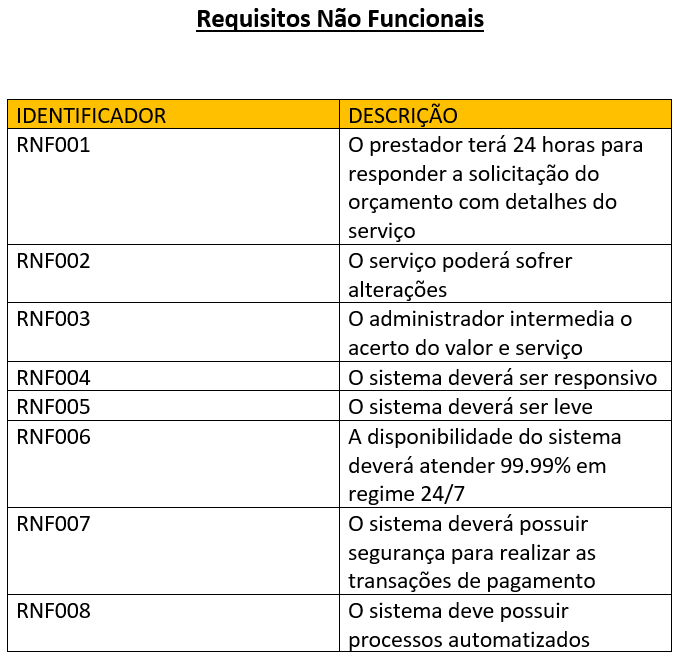 Requisitos Não Funcionais
IDENTIFICADOR
DESCRIÇÃO
RNF001
O prestador terá 24 horas para
responder a solicitação do
orçamento com detalhes do
serviço
RNF002
O serviço poderá sofrer
alterações
RNF003
O administrador intermedia o
acerto do valor e serviço
RNF004
O sistema deverá ser responsivo
RNF005
O sistema deverá ser leve
RNF006
A disponibilidade do sistema
deverá atender 99.99% em
regime 24/7
RNF007
O sistema deverá possuir
segurança para realizar as
transações de pagamento
RNF008
O sistema deve possuir
processos automatizados